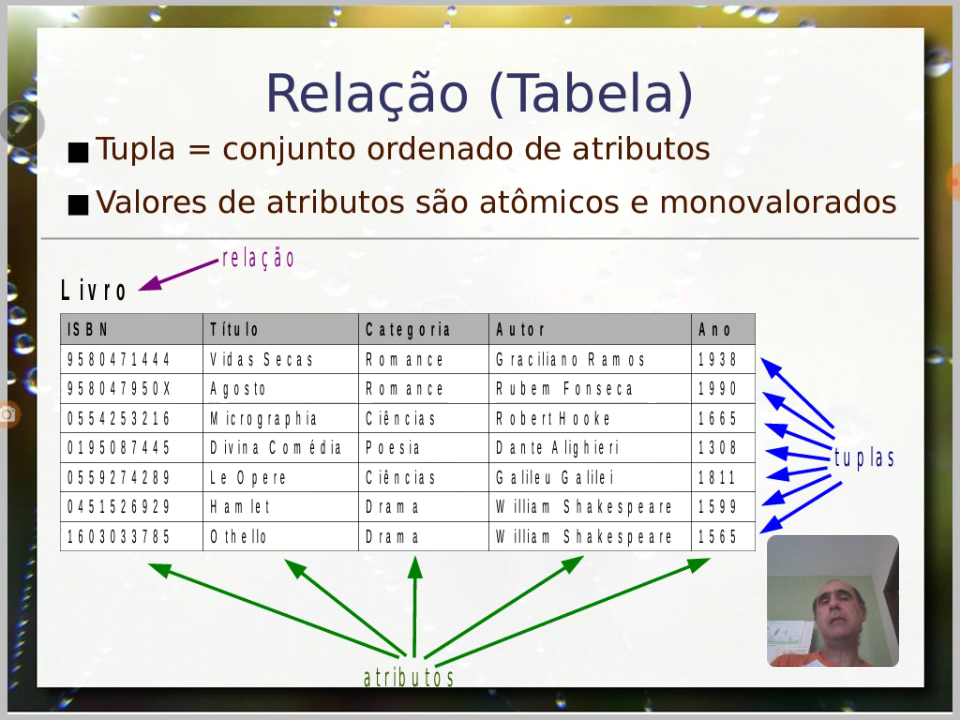 Relação (Tabela)
Tupla = conjunto ordenado de atributos
Valores de atributos são atômicos e monovalorados
relação
Livro
ISBN Título Categoria Autor Ano
9580471444 Vidas Secas Romance Graciliano Ramos 1938
958047950X Agosto Romance Rubem Fonseca 1990
0554253216 Micrographia Ciências Robert Hooke 1665
0195087445 Divina Comédia Poesia Dante Alighieri 1308
0559274289 Le Opere Ciências Galileu Galilei 1811
0451526929 Hamlet Drama William Shakespeare 1599
1603033785 Othello Drama William Shakespeare 1565
tuplas
atributos